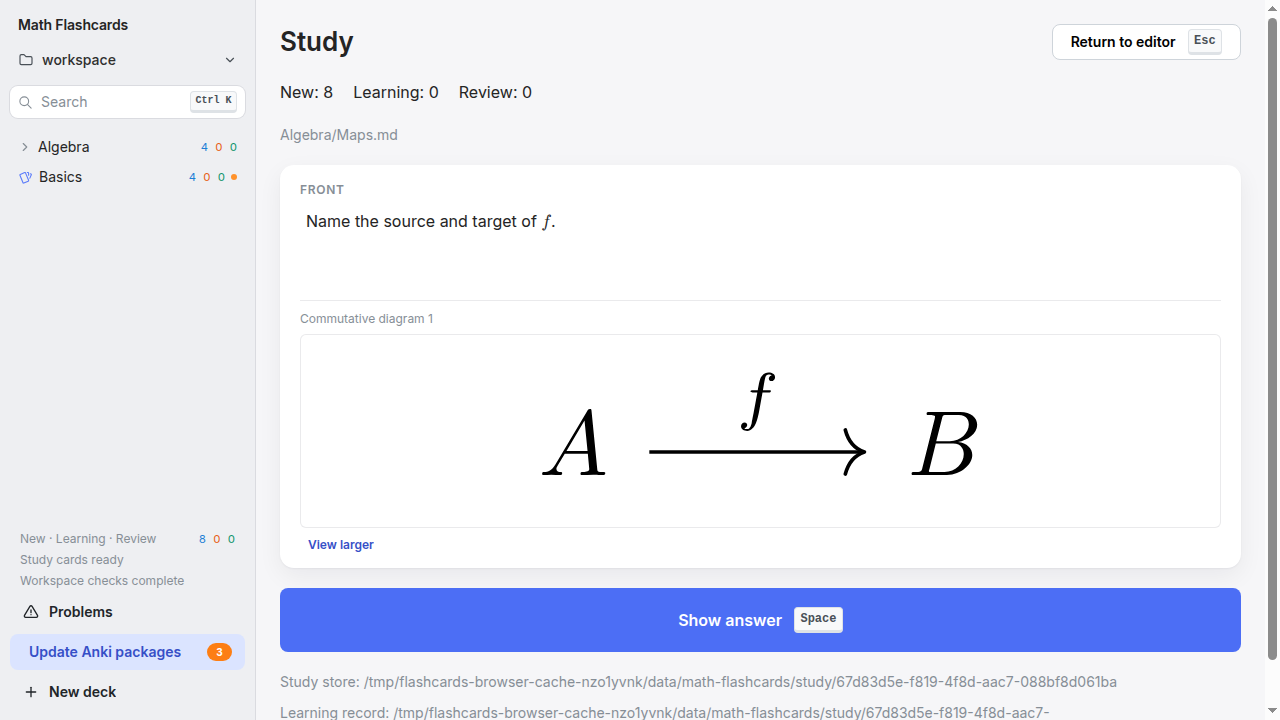 Math Flashcards
workspace
Search Ctrl K
Algebra 4 0 0
Basics 4 0 0
New · Learning · Review 8 0 0
Study cards ready
Workspace checks complete
Problems
Update Anki packages 3
New deck
Study
Return to editor Esc
New: 8 Learning: 0 Review: 0
Algebra/Maps.md
FRONT
Name the source and target of f.
Commutative diagram 1
f
A B
View larger
Show answer Space
Study store: /tmp/flashcards-browser-cache-nzo1yvnk/data/math-flashcards/study/67d83d5e-f819-4f8d-aac7-088bf8d061ba
Learning record: /tmp/flashcards-browser-cache-nzo1yvnk/data/math-flashcards/study/67d83d5e-f819-4f8d-aac7-